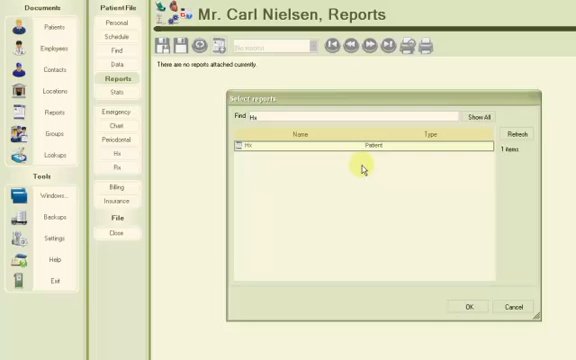 Documents
Patients
Employees
Contacts
Locations
Reports
Groups
Lookups
Tools
Windows...
Backups
Settings
Help
Exit
Patient File
Personal
Schedule
Find
Data
Reports
Stats
Emergency
Chart
Periodontal
Hx
Rx
Billing
Insurance
File
Close
Mr. Carl Nielsen, Reports
No records
There are no reports attached currently.
Select reports
Find Hx Show All
Name Type
Hx Patient
Refresh
1 items
OK Cancel